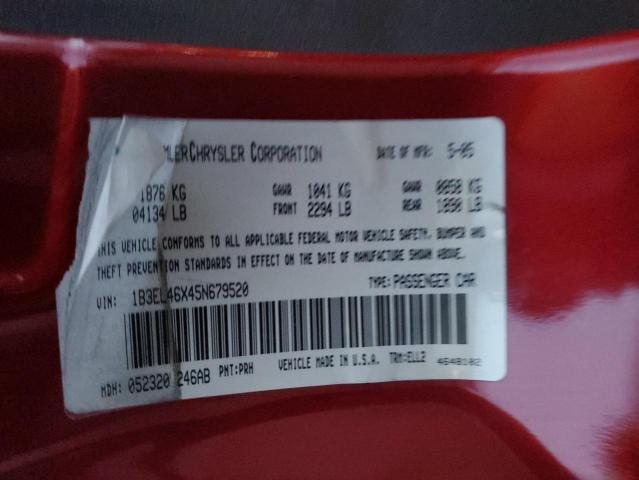 MLERCHRYSLER CORPORATION DATE OF MFR: 5-05
1876 KG GAWR 1041 KG GAWR 0858 KG
04134 LB FRONT 2294 LB REAR 1890 LB
THIS VEHICLE CONFORMS TO ALL APPLICABLE FEDERAL MOTOR VEHICLE SAFETY, BUMPER AND
THEFT PREVENTION STANDARDS IN EFFECT ON THE DATE OF MANUFACTURE SHOWN ABOVE.
VIN: 1B3EL46X45N679520 TYPE: PASSENGER CAR
MDH: 052320 246AB PNT:PRH VEHICLE MADE IN U.S.A. TRM:ELL2 4648102